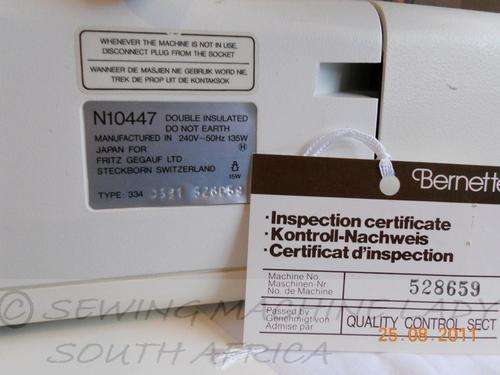 WHENEVER THE MACHINE IS NOT IN USE,
DISCONNECT PLUG FROM THE SOCKET
WANNEER DIE MASJIEN NIE GEBRUIK WORD NIE,
TREK DIE PROP UIT DIE KONTAKSOK
N10447 DOUBLE INSULATED
DO NOT EARTH
MANUFACTURED IN 240V~50Hz 135W
JAPAN FOR
FRITZ GEGAUF LTD
STECKBORN SWITZERLAND
15W
TYPE: 334
Bernette
·Inspection certificate
·Kontroll-Nachweis
·Certificat d'inspection
Machine No.
Maschinen-Nr
No. de Machine
528659
Passed by
Genehmigt von
Admise par
QUALITY CONTROL SECT
25.08.2011
© SEWING MACHINE LADY
SOUTH AFRICA